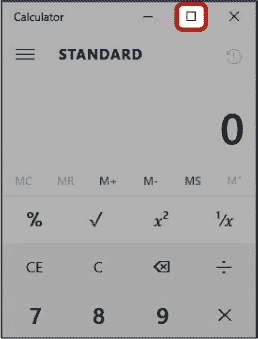 Calculator
STANDARD
0
MC MR M+ M- MS M˅
% √ x² ¹/x
CE C ⌫ ÷
7 8 9 ×